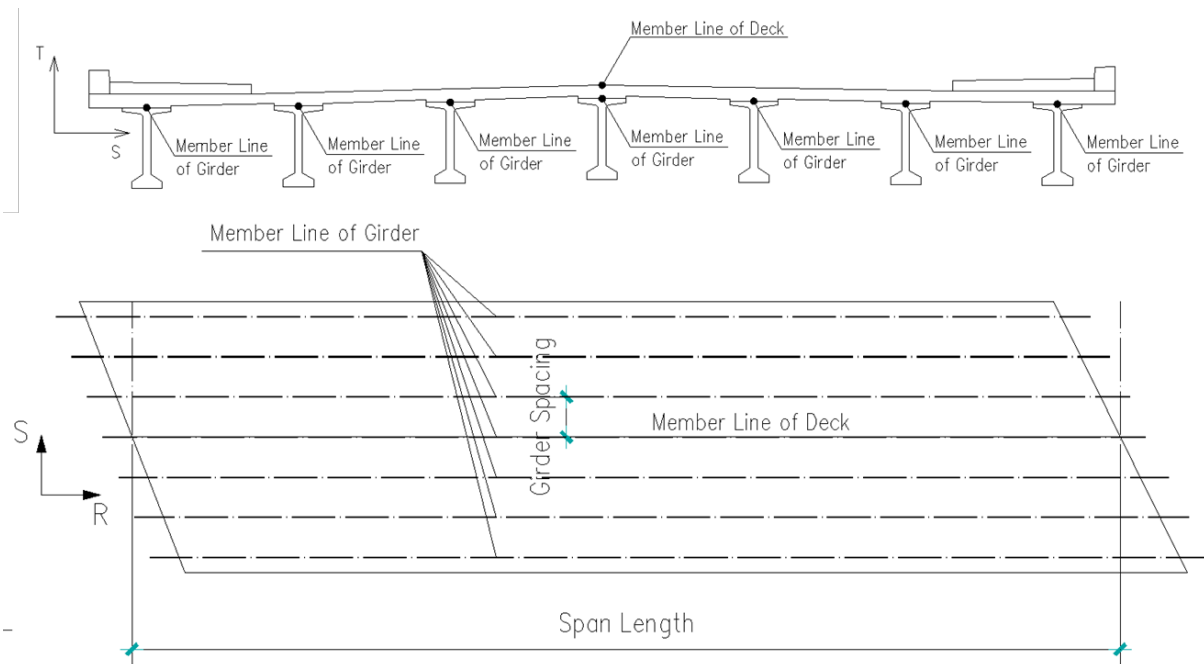 Member Line of Deck
T
S
Member Line
of Girder
Member Line
of Girder
Member Line
of Girder
Member Line
of Girder
Member Line
of Girder
Member Line
of Girder
Member Line
of Girder
Member Line of Girder
Girder Spacing
Member Line of Deck
S
R
Span Length